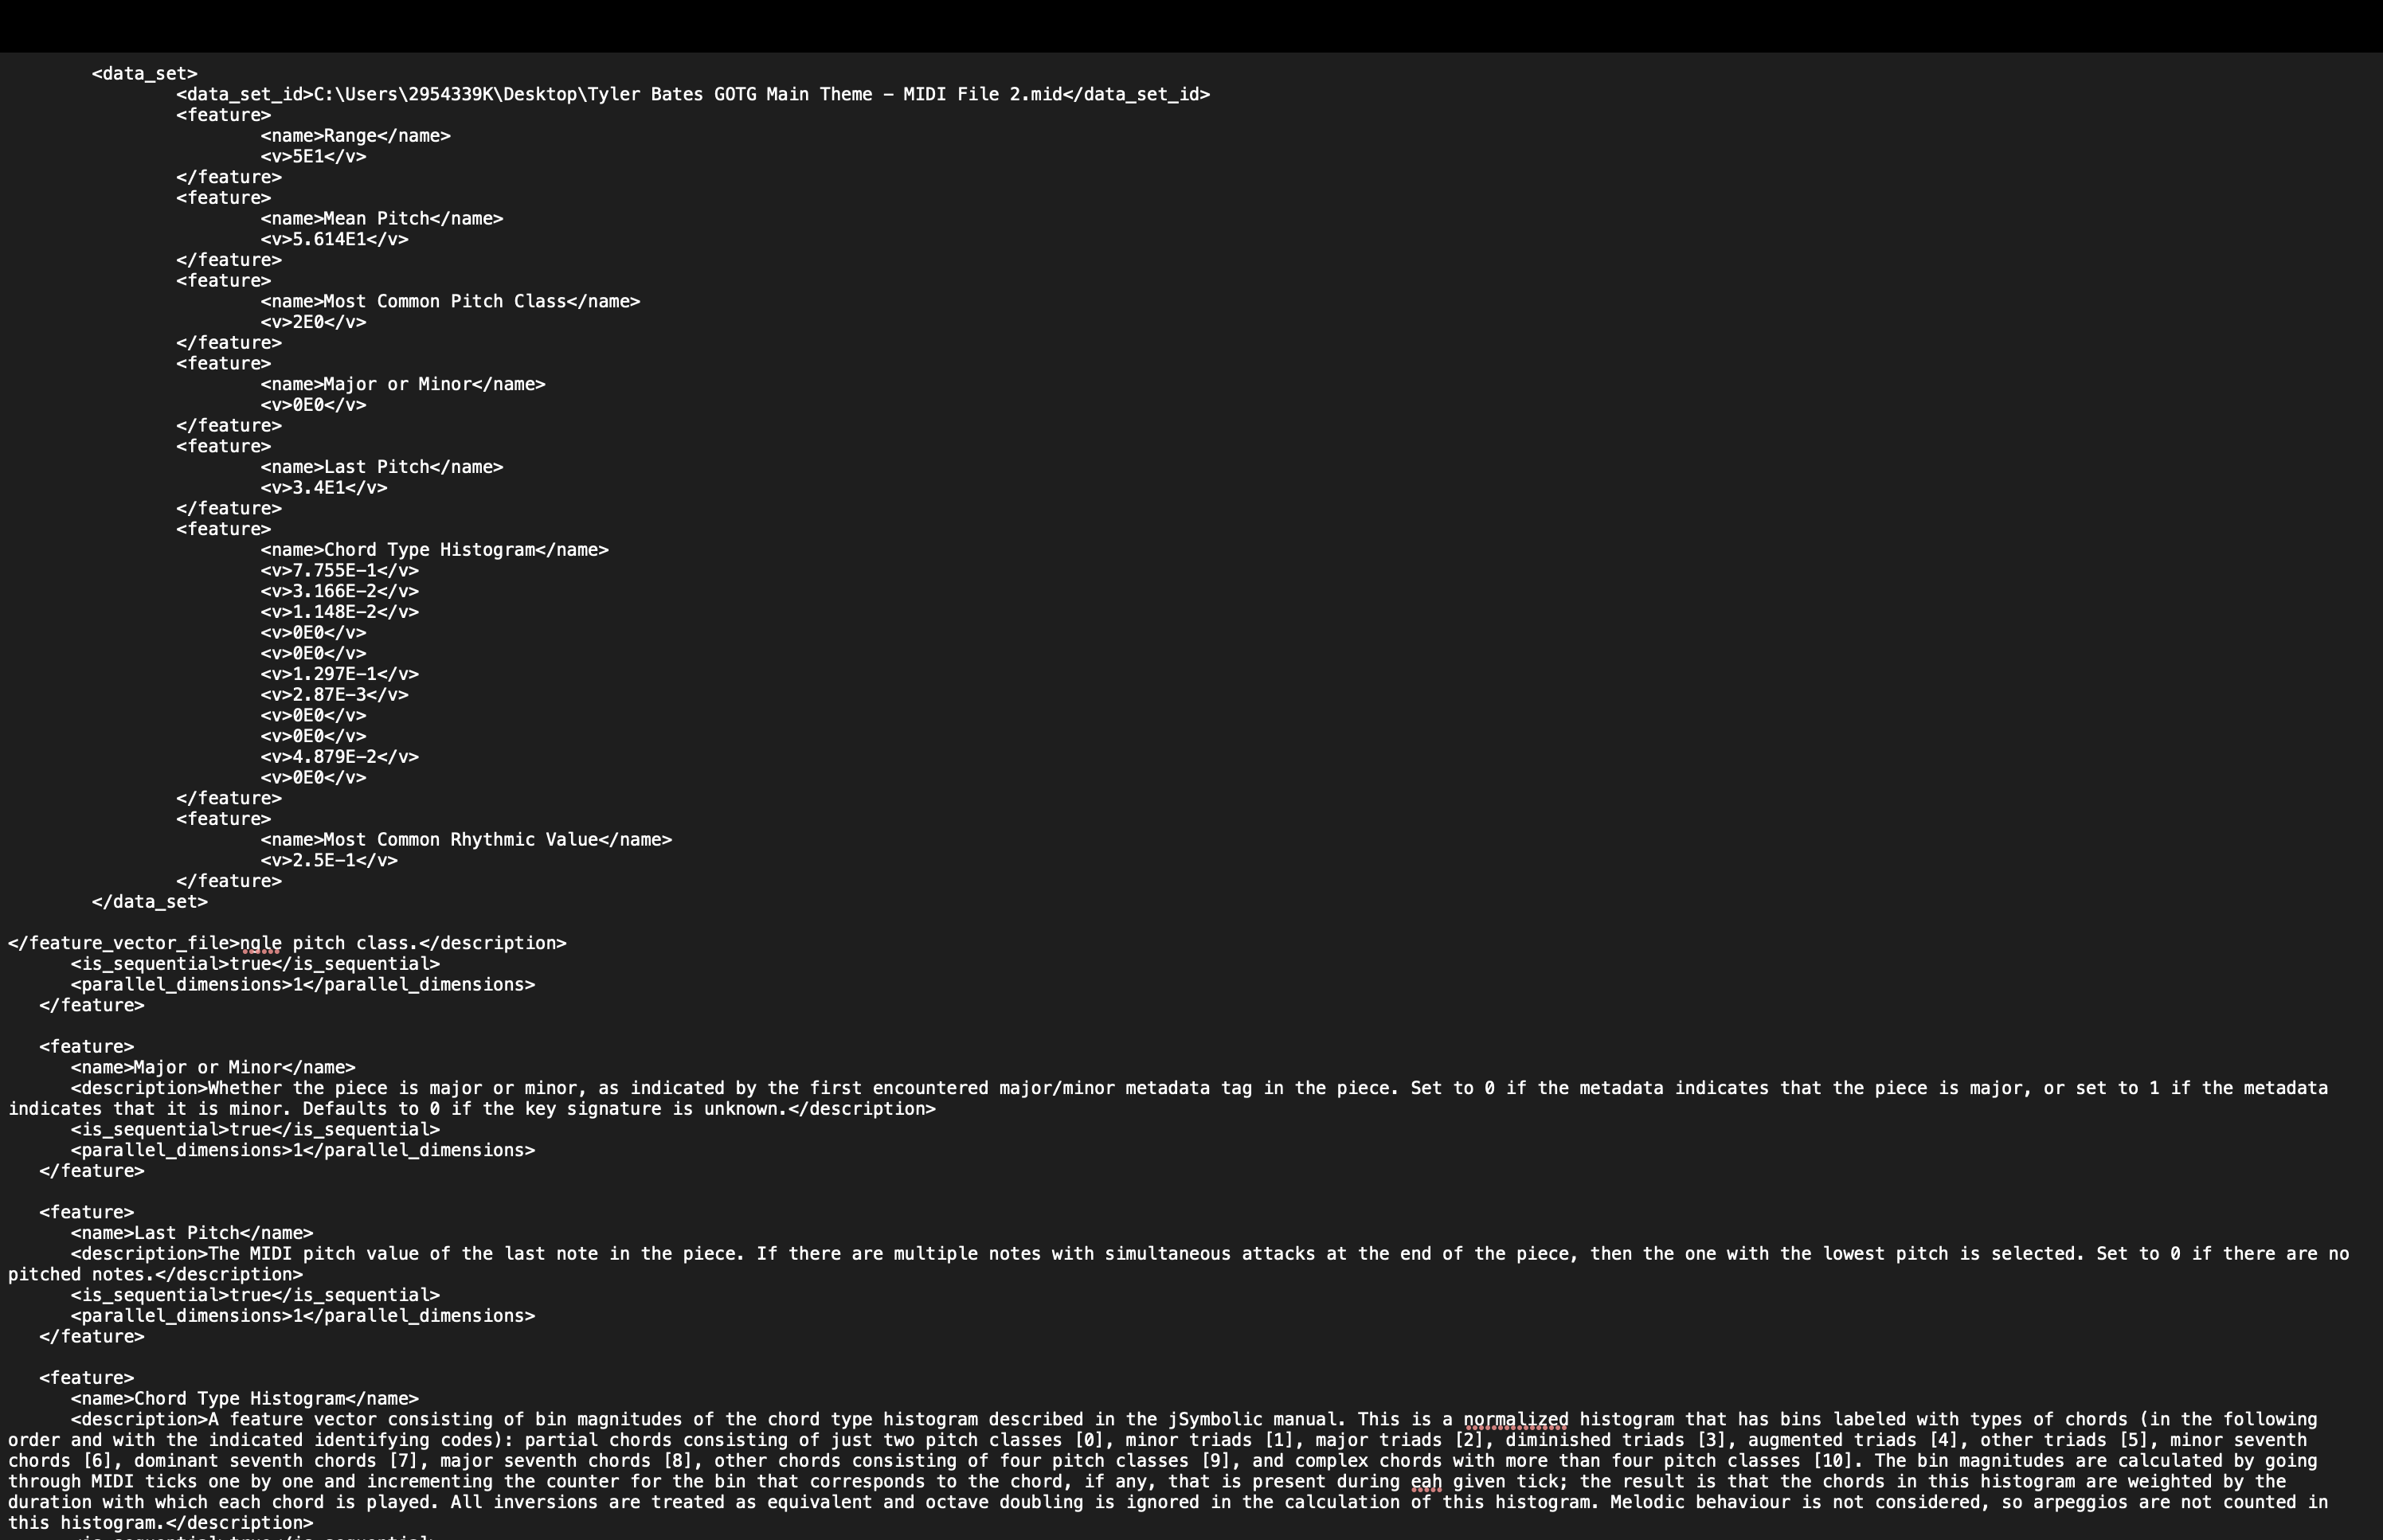 <data_set>
<data_set_id>C:\Users\2954339K\Desktop\Tyler Bates GOTG Main Theme – MIDI File 2.mid</data_set_id>
<feature>
<name>Range</name>
<v>5E1</v>
</feature>
<feature>
<name>Mean Pitch</name>
<v>5.614E1</v>
</feature>
<feature>
<name>Most Common Pitch Class</name>
<v>2E0</v>
</feature>
<feature>
<name>Major or Minor</name>
<v>0E0</v>
</feature>
<feature>
<name>Last Pitch</name>
<v>3.4E1</v>
</feature>
<feature>
<name>Chord Type Histogram</name>
<v>7.755E-1</v>
<v>3.166E-2</v>
<v>1.148E-2</v>
<v>0E0</v>
<v>0E0</v>
<v>1.297E-1</v>
<v>2.87E-3</v>
<v>0E0</v>
<v>0E0</v>
<v>4.879E-2</v>
<v>0E0</v>
</feature>
<feature>
<name>Most Common Rhythmic Value</name>
<v>2.5E-1</v>
</feature>
</data_set>
</feature_vector_file>ngle pitch class.</description>
<is_sequential>true</is_sequential>
<parallel_dimensions>1</parallel_dimensions>
</feature>
<feature>
<name>Major or Minor</name>
<description>Whether the piece is major or minor, as indicated by the first encountered major/minor metadata tag in the piece. Set to 0 if the metadata indicates that the piece is major, or set to 1 if the metadata
indicates that it is minor. Defaults to 0 if the key signature is unknown.</description>
<is_sequential>true</is_sequential>
<parallel_dimensions>1</parallel_dimensions>
</feature>
<feature>
<name>Last Pitch</name>
<description>The MIDI pitch value of the last note in the piece. If there are multiple notes with simultaneous attacks at the end of the piece, then the one with the lowest pitch is selected. Set to 0 if there are no
pitched notes.</description>
<is_sequential>true</is_sequential>
<parallel_dimensions>1</parallel_dimensions>
</feature>
<feature>
<name>Chord Type Histogram</name>
<description>A feature vector consisting of bin magnitudes of the chord type histogram described in the jSymbolic manual. This is a normalized histogram that has bins labeled with types of chords (in the following
order and with the indicated identifying codes): partial chords consisting of just two pitch classes [0], minor triads [1], major triads [2], diminished triads [3], augmented triads [4], other triads [5], minor seventh
chords [6], dominant seventh chords [7], major seventh chords [8], other chords consisting of four pitch classes [9], and complex chords with more than four pitch classes [10]. The bin magnitudes are calculated by going
through MIDI ticks one by one and incrementing the counter for the bin that corresponds to the chord, if any, that is present during eah given tick; the result is that the chords in this histogram are weighted by the
duration with which each chord is played. All inversions are treated as equivalent and octave doubling is ignored in the calculation of this histogram. Melodic behaviour is not considered, so arpeggios are not counted in
this histogram.</description>